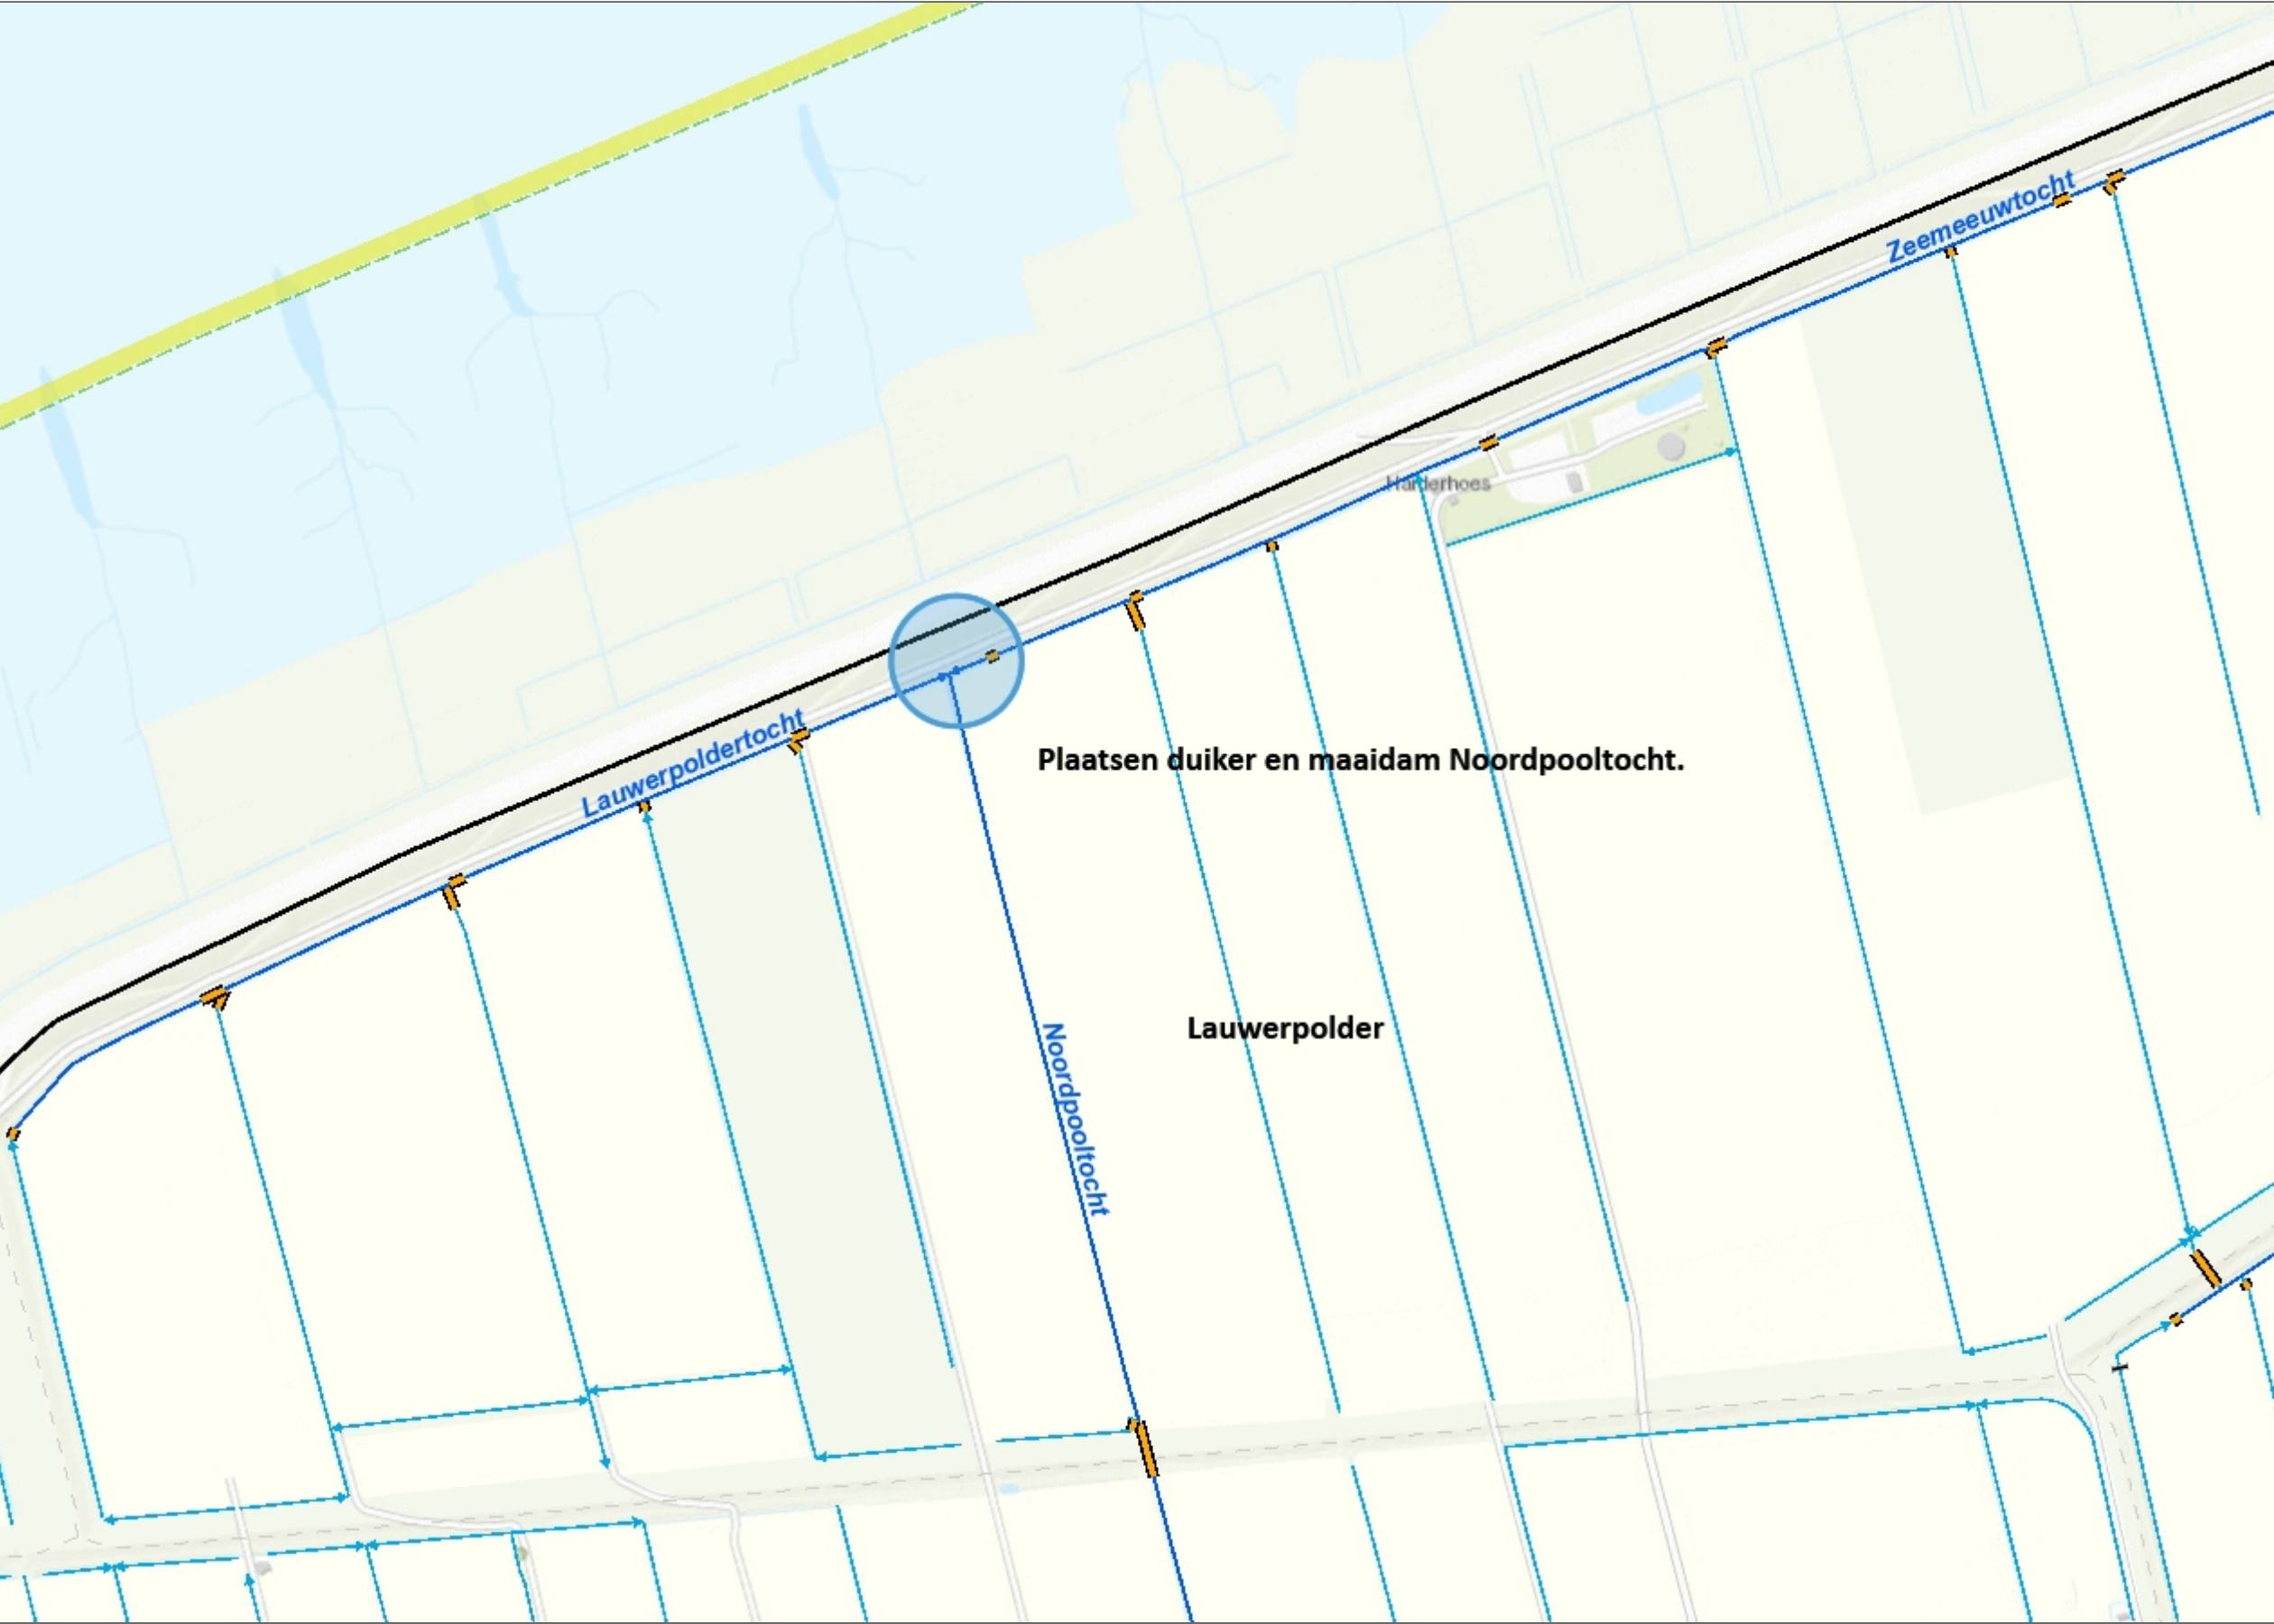 Zeemeeuwtocht
Harderhoes
Lauwerpoldertocht
Plaatsen duiker en maaidam Noordpooltocht.
Lauwerpolder
Noordpooltocht